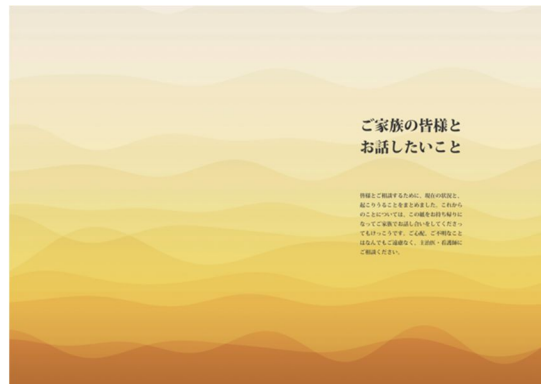 ご家族の皆様と
お話したいこと
皆様とご相談するために、現在の状況と、
起こりうることをまとめました。これから
のことについては、この紙をお持ち帰りに
なってご家族でお話し合いをしてくださっ
てもけっこうです。ご心配、ご不明なこと
はなんでもご遠慮なく、主治医・看護師に
ご相談ください。